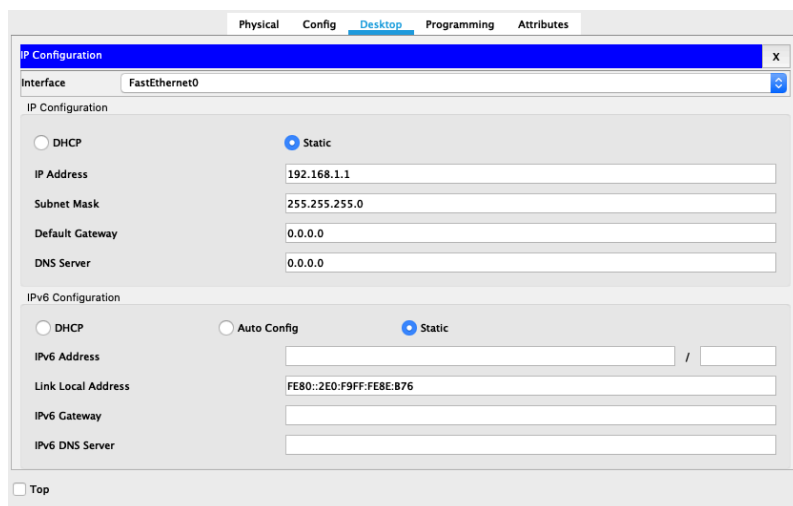 Physical Config Desktop Programming Attributes
IP Configuration X
Interface FastEthernet0
IP Configuration
DHCP Static
IP Address 192.168.1.1
Subnet Mask 255.255.255.0
Default Gateway 0.0.0.0
DNS Server 0.0.0.0
IPv6 Configuration
DHCP Auto Config Static
IPv6 Address /
Link Local Address FE80::2E0:F9FF:FE8E:B76
IPv6 Gateway
IPv6 DNS Server
Top